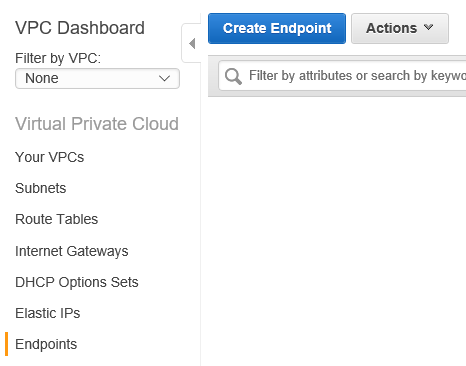 VPC Dashboard
Filter by VPC:
None
Virtual Private Cloud
Your VPCs
Subnets
Route Tables
Internet Gateways
DHCP Options Sets
Elastic IPs
Endpoints
Create Endpoint
Actions
Filter by attributes or search by keywo